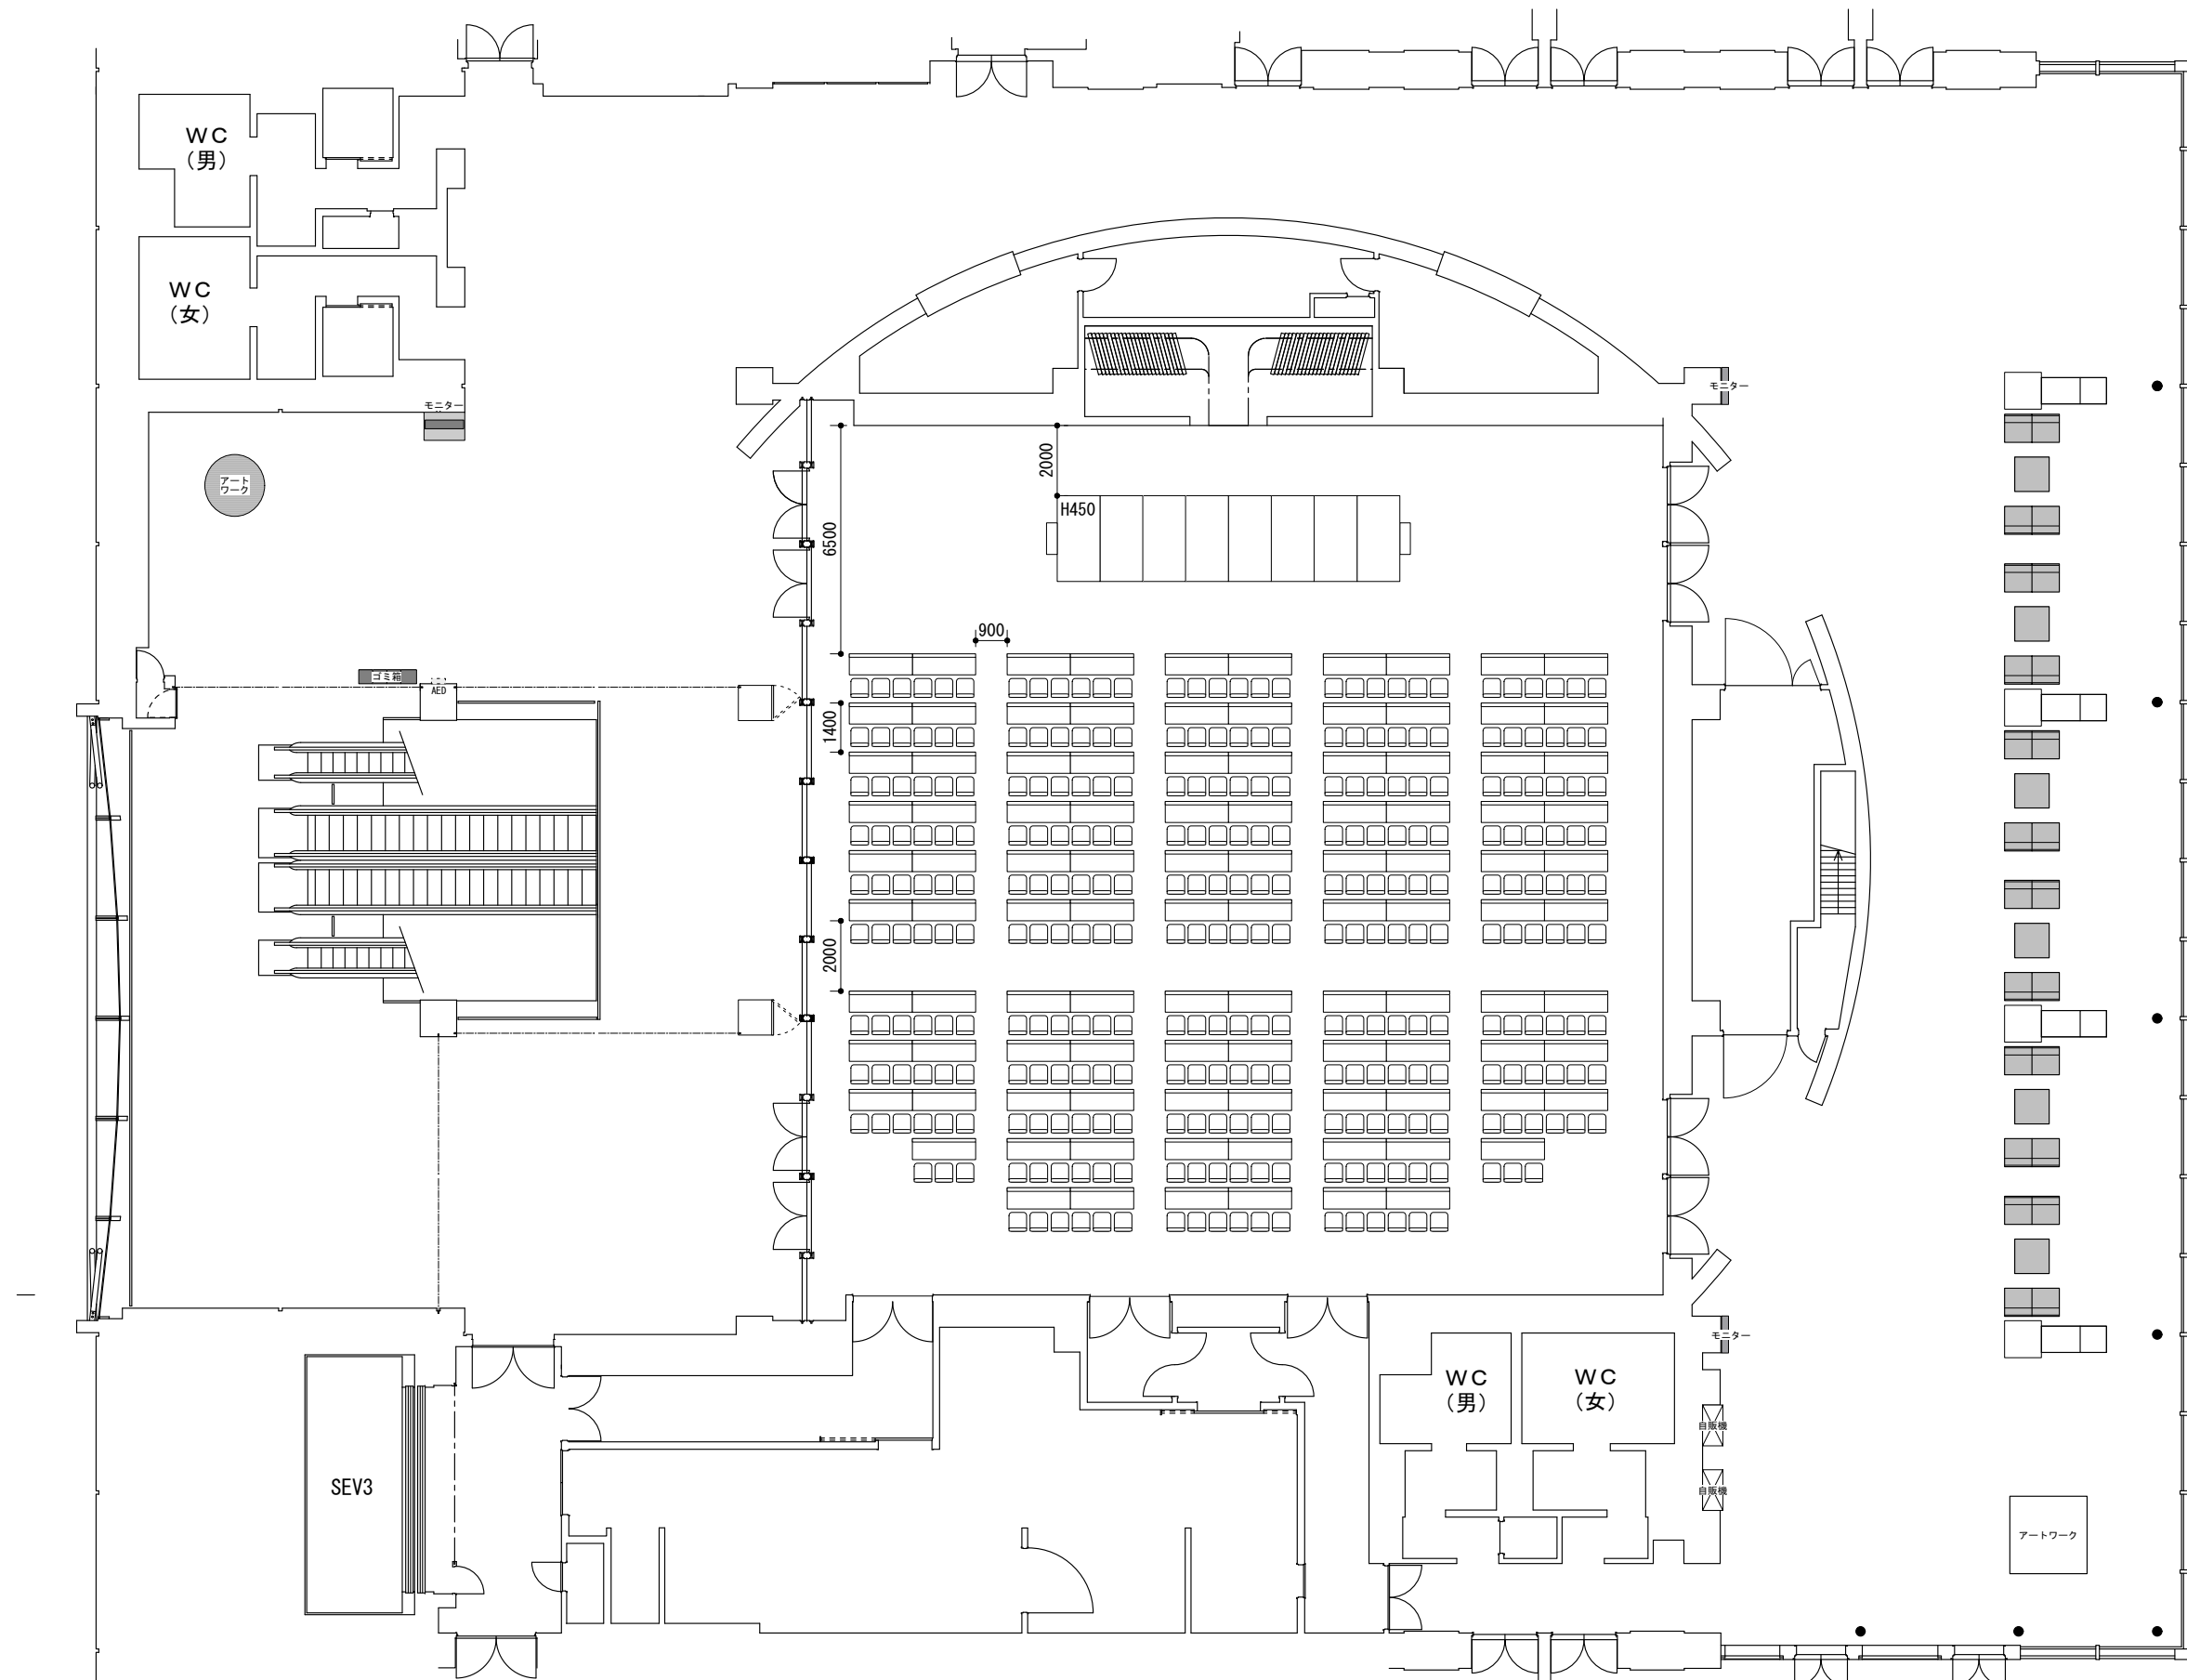 WC
(男)
WC
(女)
モニター
モニター
アート
ワーク
2000
H450
6500
900
ゴミ箱
AED
1400
2000
モニター
WC
(男)
WC
(女)
自販機
自販機
SEV3
アートワーク